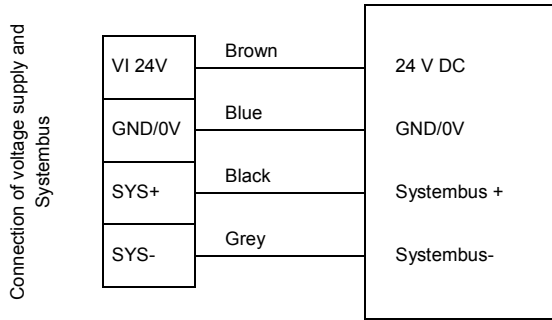 Connection of voltage supply and
Systembus
VI 24V
Brown
24 V DC
GND/0V
Blue
GND/0V
SYS+
Black
Systembus +
SYS-
Grey
Systembus-